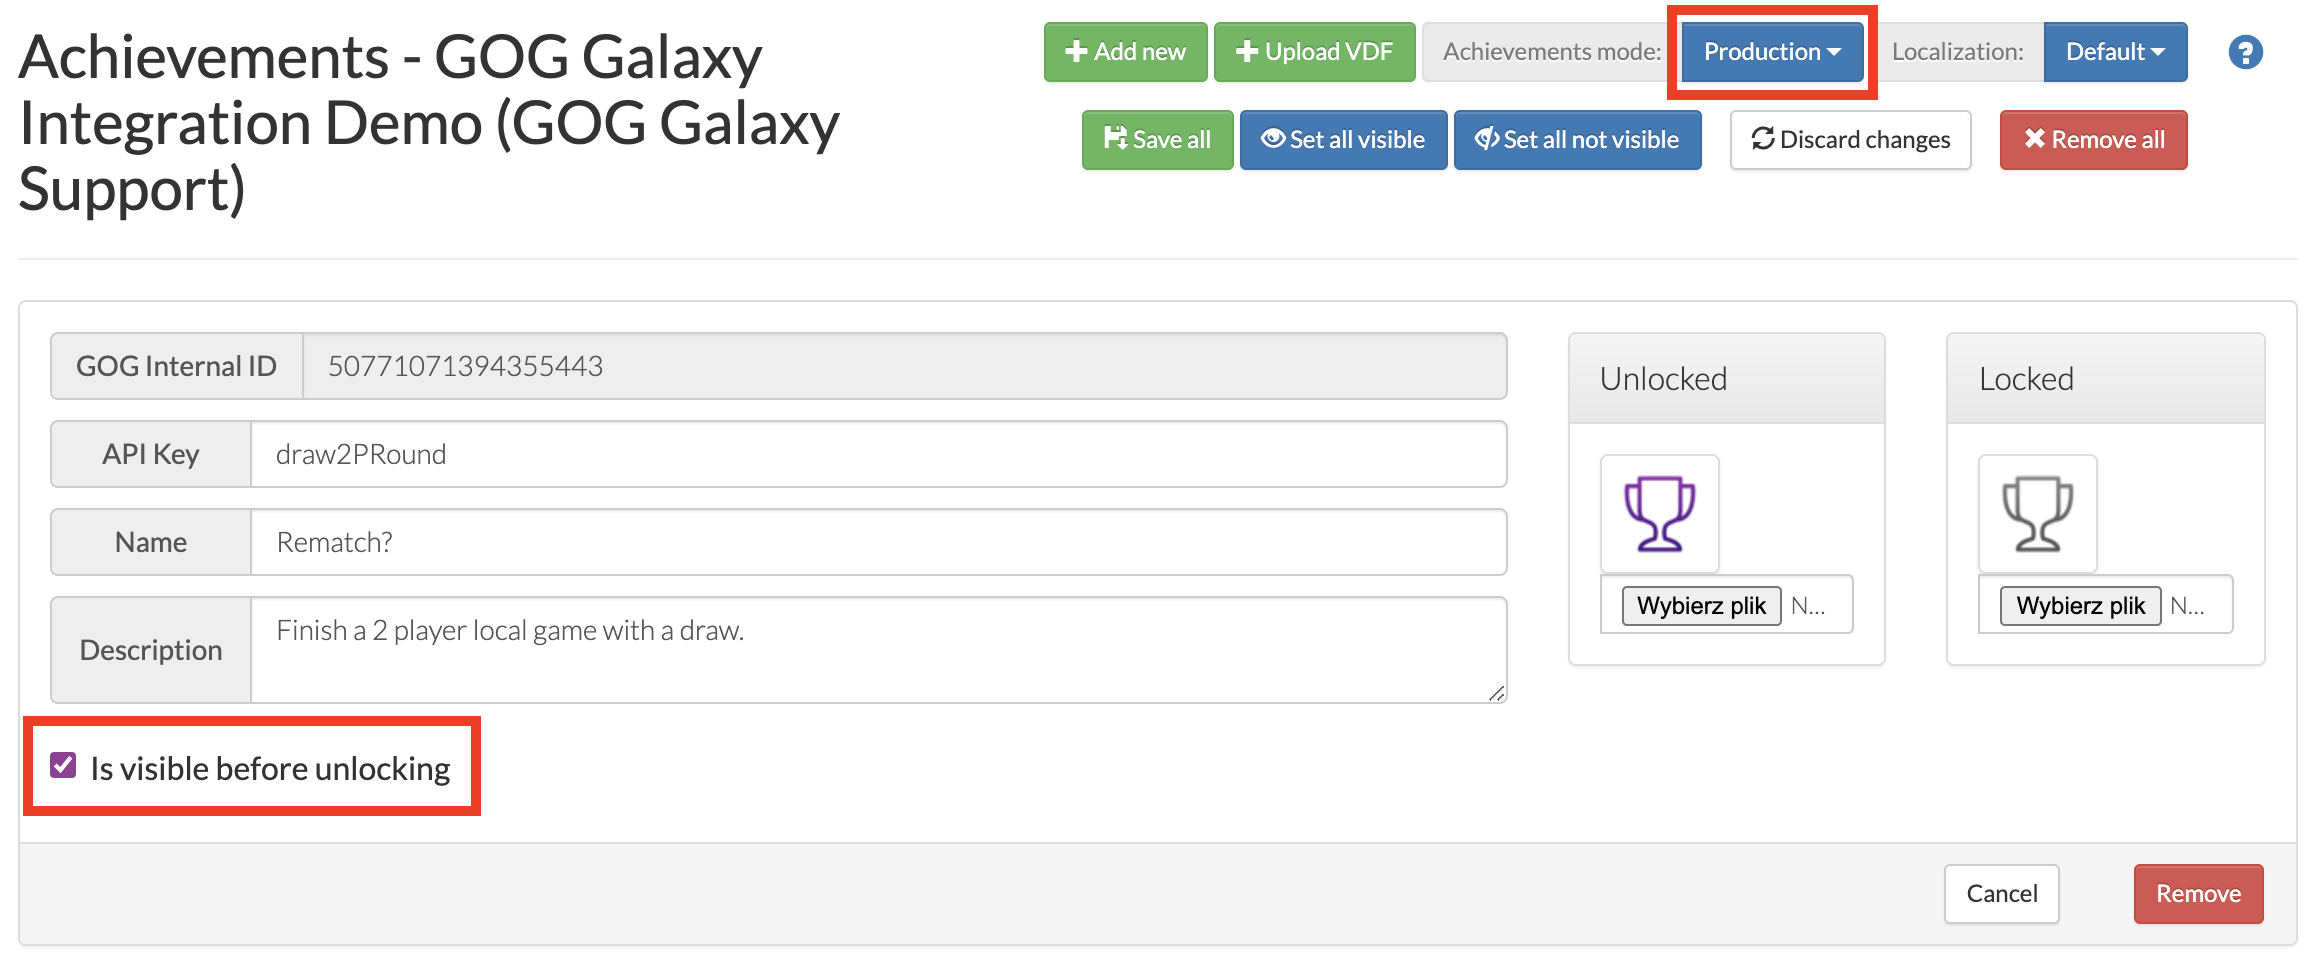 Achievements - GOG Galaxy
Integration Demo (GOG Galaxy
Support)
Add new
Upload VDF
Achievements mode:
Production
Localization:
Default
?
Save all
Set all visible
Set all not visible
Discard changes
Remove all
GOG Internal ID
50771071394355443
API Key
draw2PRound
Name
Rematch?
Description
Finish a 2 player local game with a draw.
Is visible before unlocking
Unlocked
Wybierz plik N...
Locked
Wybierz plik N...
Cancel
Remove